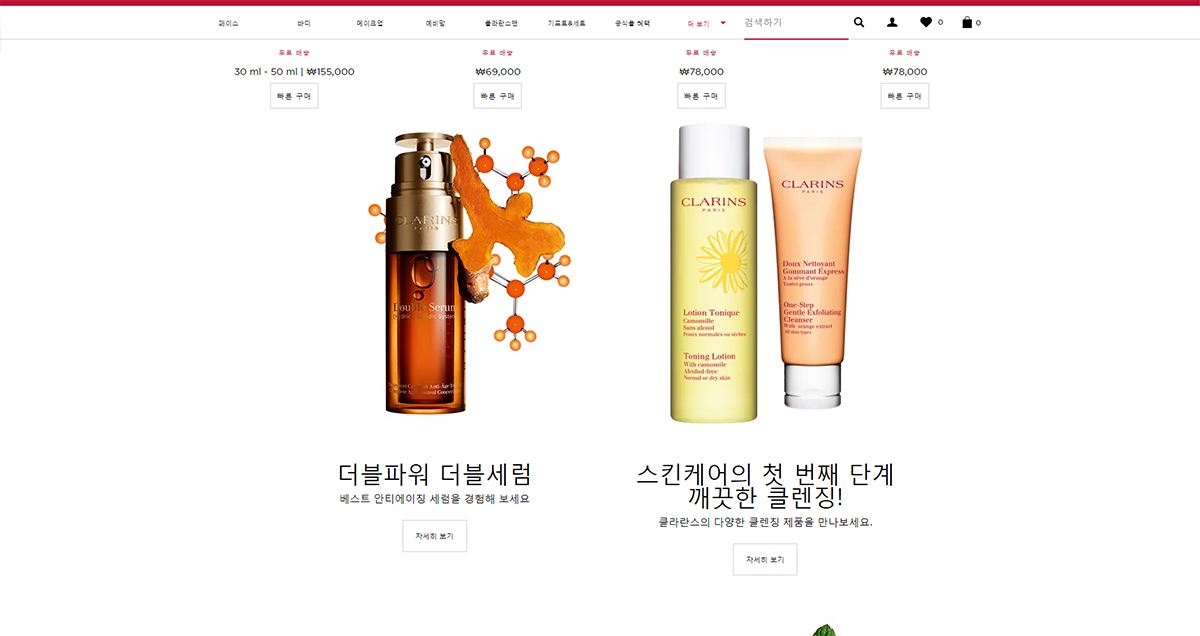 페이스 바디 메이크업 예비맘 클라란스맨 기프트&세트 공식몰 혜택 더 보기 검색하기 0 0
무료 배송 무료 배송 무료 배송 무료 배송
30 ml - 50 ml | ₩155,000 ₩69,000 ₩78,000 ₩78,000
빠른 구매 빠른 구매 빠른 구매 빠른 구매
CLARINS
PARIS
Double Serum
CLARINS
PARIS
Lotion Tonique
Camomille
Sans alcool
Peaux normales ou sèches
Toning Lotion
With camomile
Alcohol-free
Normal or dry skin
CLARINS
PARIS
Doux Nettoyant
Gommant Express
A la sève d'orange
Toutes peaux
One-Step
Gentle Exfoliating
Cleanser
With orange extract
All skin types
더블파워 더블세럼
베스트 안티에이징 세럼을 경험해 보세요
자세히 보기
스킨케어의 첫 번째 단계
깨끗한 클렌징!
클라란스의 다양한 클렌징 제품을 만나보세요.
자세히 보기